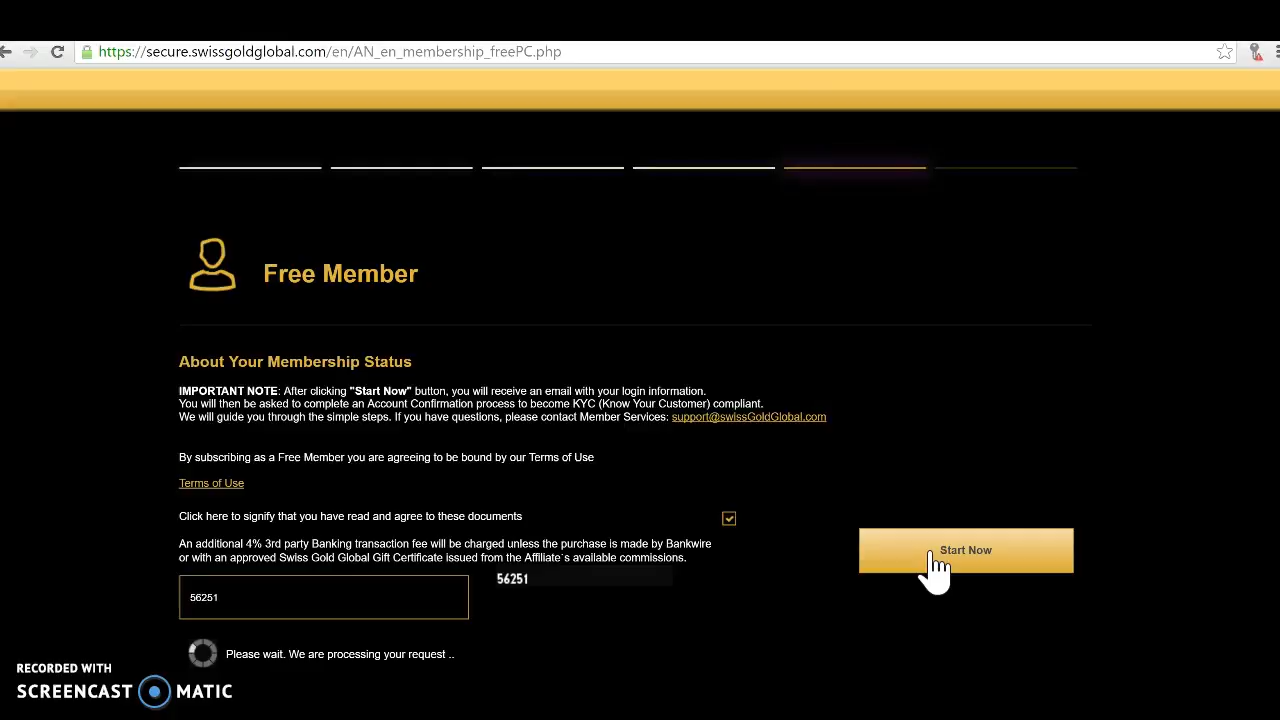 https://secure.swissgoldglobal.com/en/AN_en_membership_freePC.php
Free Member
About Your Membership Status
IMPORTANT NOTE: After clicking "Start Now" button, you will receive an email with your login information.
You will then be asked to complete an Account Confirmation process to become KYC (Know Your Customer) compliant.
We will guide you through the simple steps. If you have questions, please contact Member Services: support@swissGoldGlobal.com
By subscribing as a Free Member you are agreeing to be bound by our Terms of Use
Terms of Use
Click here to signify that you have read and agree to these documents
An additional 4% 3rd party Banking transaction fee will be charged unless the purchase is made by Bankwire
or with an approved Swiss Gold Global Gift Certificate issued from the Affiliate`s available commissions.
Start Now
56251
56251
Please wait. We are processing your request ..
RECORDED WITH
SCREENCAST MATIC